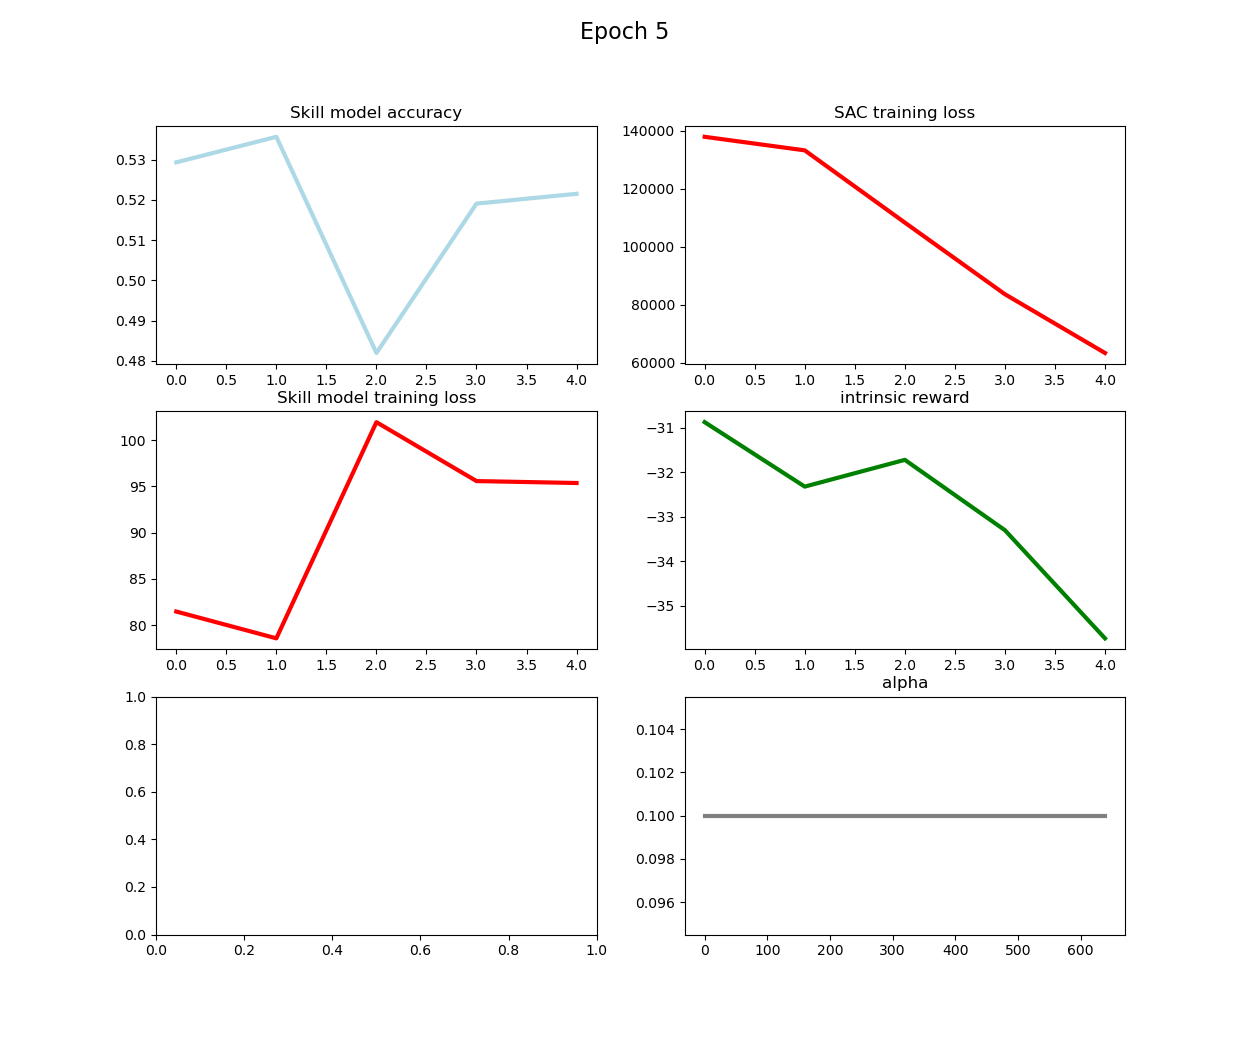 Epoch 5
Skill model accuracy
0.53
0.52
0.51
0.50
0.49
0.48
0.0 0.5 1.0 1.5 2.0 2.5 3.0 3.5 4.0
SAC training loss
140000
120000
100000
80000
60000
0.0 0.5 1.0 1.5 2.0 2.5 3.0 3.5 4.0
Skill model training loss
100
95
90
85
80
0.0 0.5 1.0 1.5 2.0 2.5 3.0 3.5 4.0
intrinsic reward
−31
−32
−33
−34
−35
0.0 0.5 1.0 1.5 2.0 2.5 3.0 3.5 4.0
1.0
0.8
0.6
0.4
0.2
0.0
0.0 0.2 0.4 0.6 0.8 1.0
alpha
0.104
0.102
0.100
0.098
0.096
0 100 200 300 400 500 600